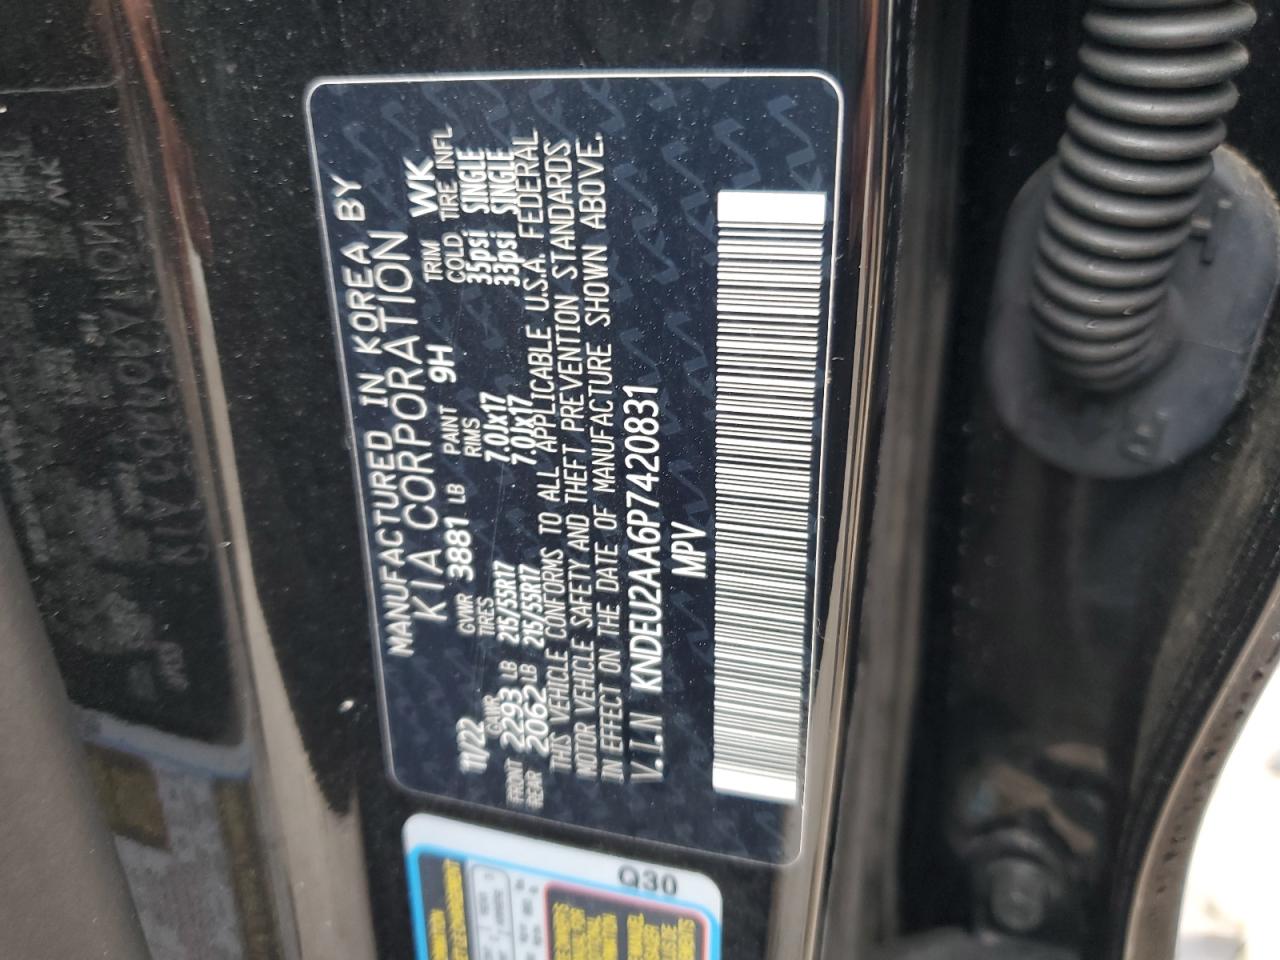 MANUFACTURED IN KOREA BY
KIA CORPORATION
11/22 GVWR 3881 LB PAINT 9H TRIM WK
GAWR TIRES RIMS COLD TIRE INFL
FRONT 2293 LB 215/55R17 7.0Jx17 35psi SINGLE
REAR 2062 LB 215/55R17 7.0Jx17 33psi SINGLE
THIS VEHICLE CONFORMS TO ALL APPLICABLE U.S.A. FEDERAL
MOTOR VEHICLE SAFETY AND THEFT PREVENTION STANDARDS
IN EFFECT ON THE DATE OF MANUFACTURE SHOWN ABOVE.
V.I.N KNDEU2AA6P7420831
MPV
Q30